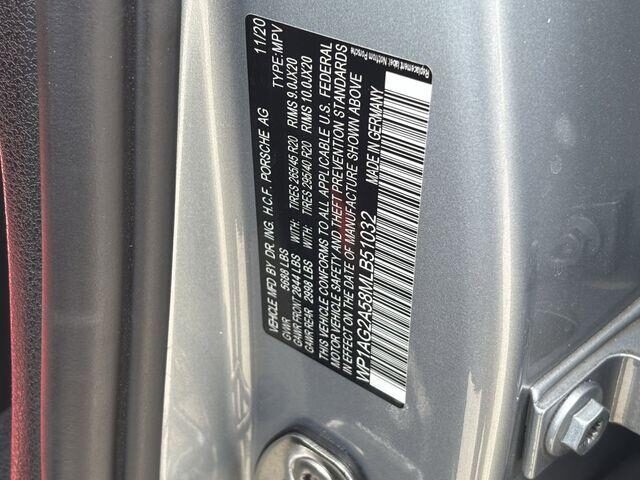 11/20
VEHICLE MFD BY DR. ING. H.C.F. PORSCHE AG TYPE: MPV
GVWR 5688 LBS
GAWR FRONT 2844 LBS WITH: TIRES 265/45 R20 RIMS 9.0JX20
GAWR REAR 2998 LBS WITH: TIRES 295/40 R20 RIMS 10.0JX20
THIS VEHICLE CONFORMS TO ALL APPLICABLE U.S. FEDERAL
MOTOR VEHICLE SAFETY AND THEFT PREVENTION STANDARDS
IN EFFECT ON THE DATE OF MANUFACTURE SHOWN ABOVE
MADE IN GERMANY
WP1AG2A58MLB51032
Replacement label: Not from Porsche